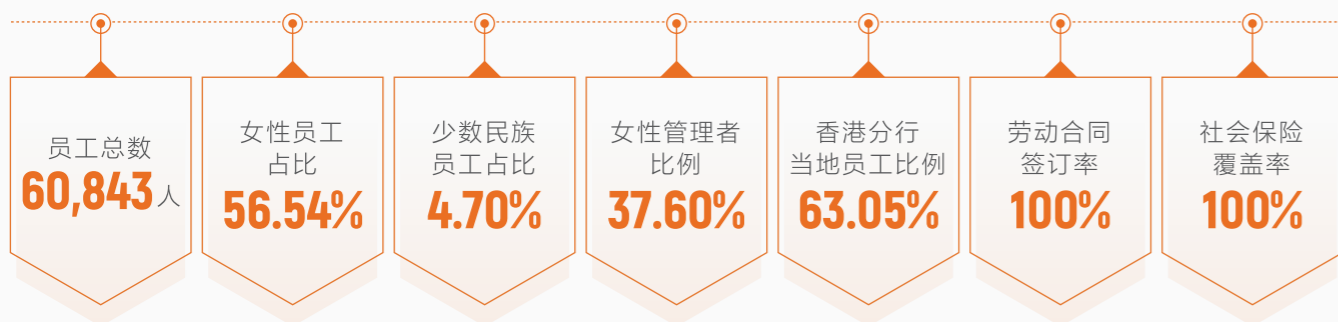 员工总数
60,843人
女性员工
占比
56.54%
少数民族
员工占比
4.70%
女性管理者
比例
37.60%
香港分行
当地员工比例
63.05%
劳动合同
签订率
100%
社会保险
覆盖率
100%